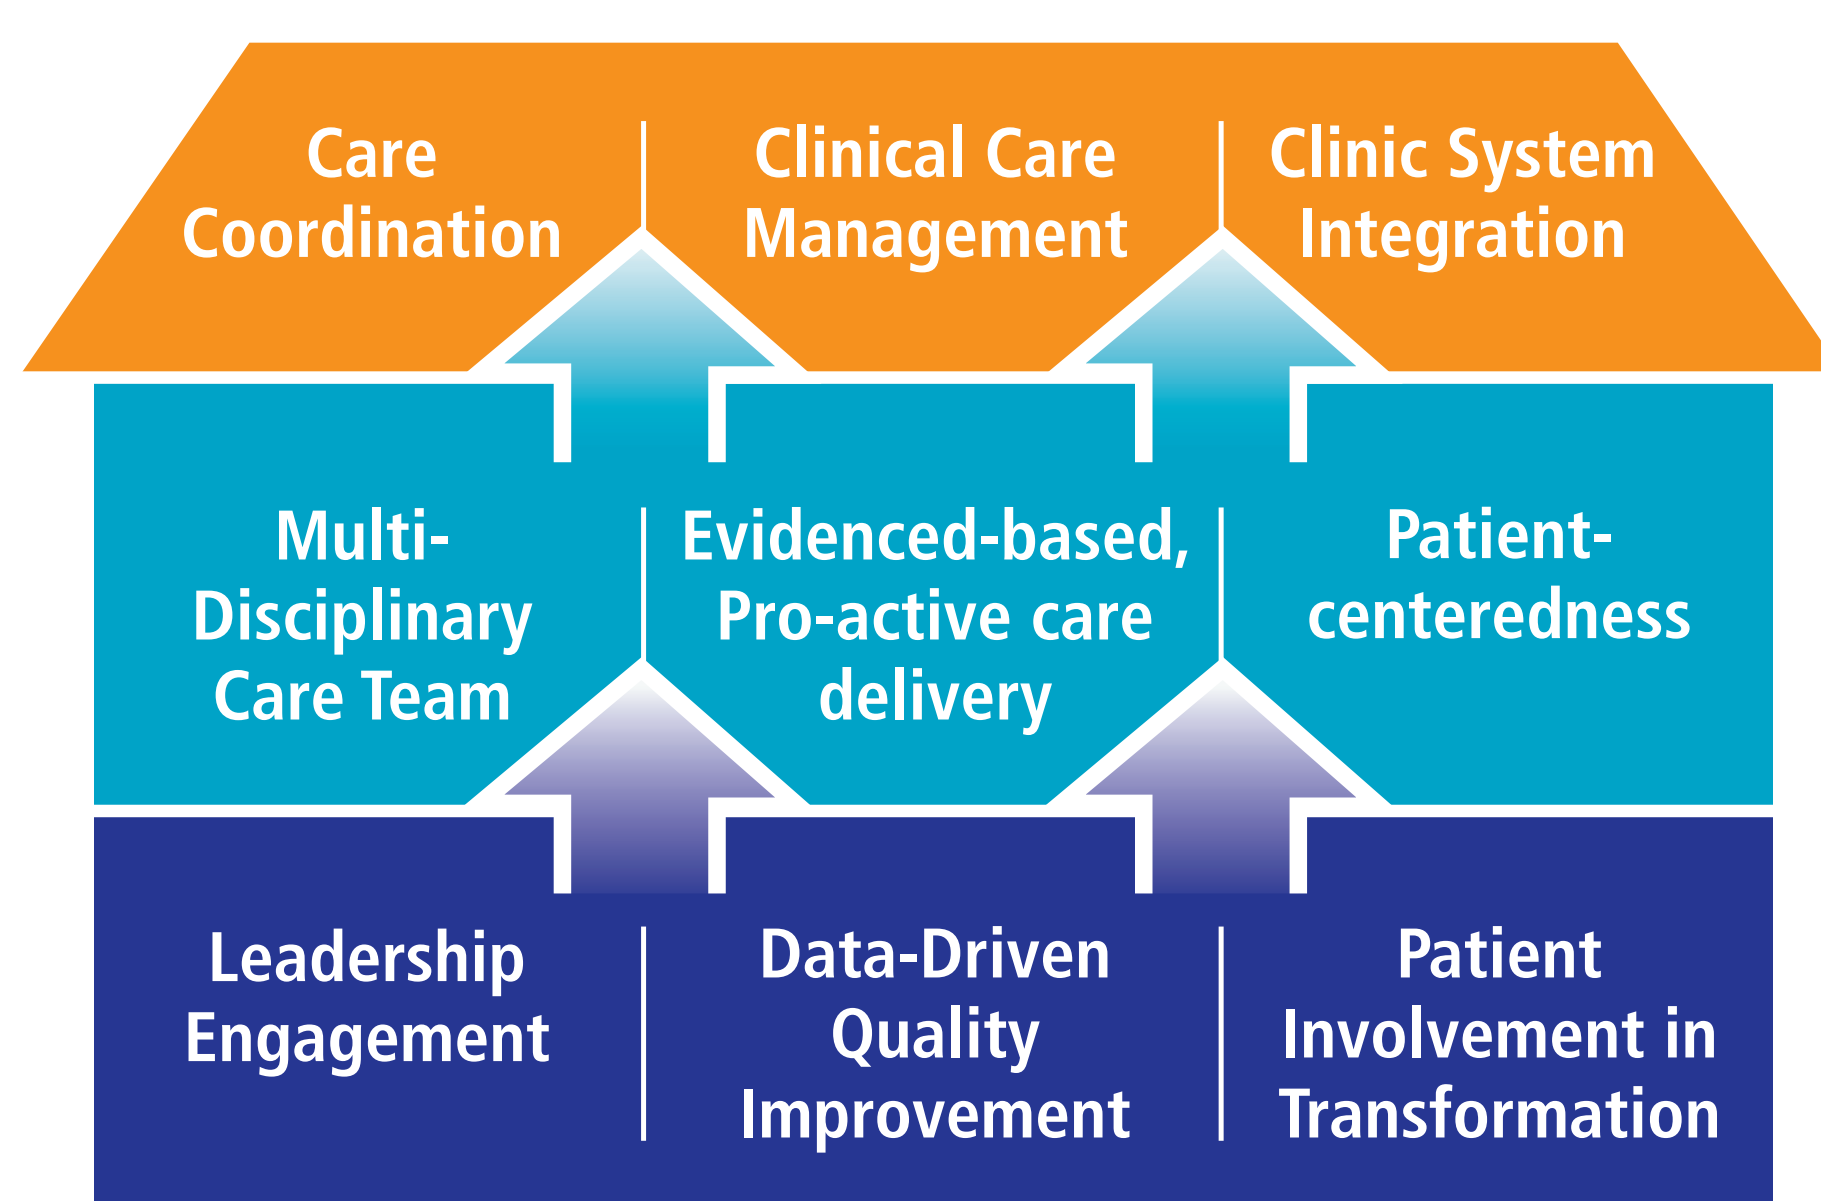 Care
Coordination
Clinical Care
Management
Clinic System
Integration
Multi-
Disciplinary
Care Team
Evidenced-based,
Pro-active care
delivery
Patient-
centeredness
Leadership
Engagement
Data-Driven
Quality
Improvement
Patient
Involvement in
Transformation